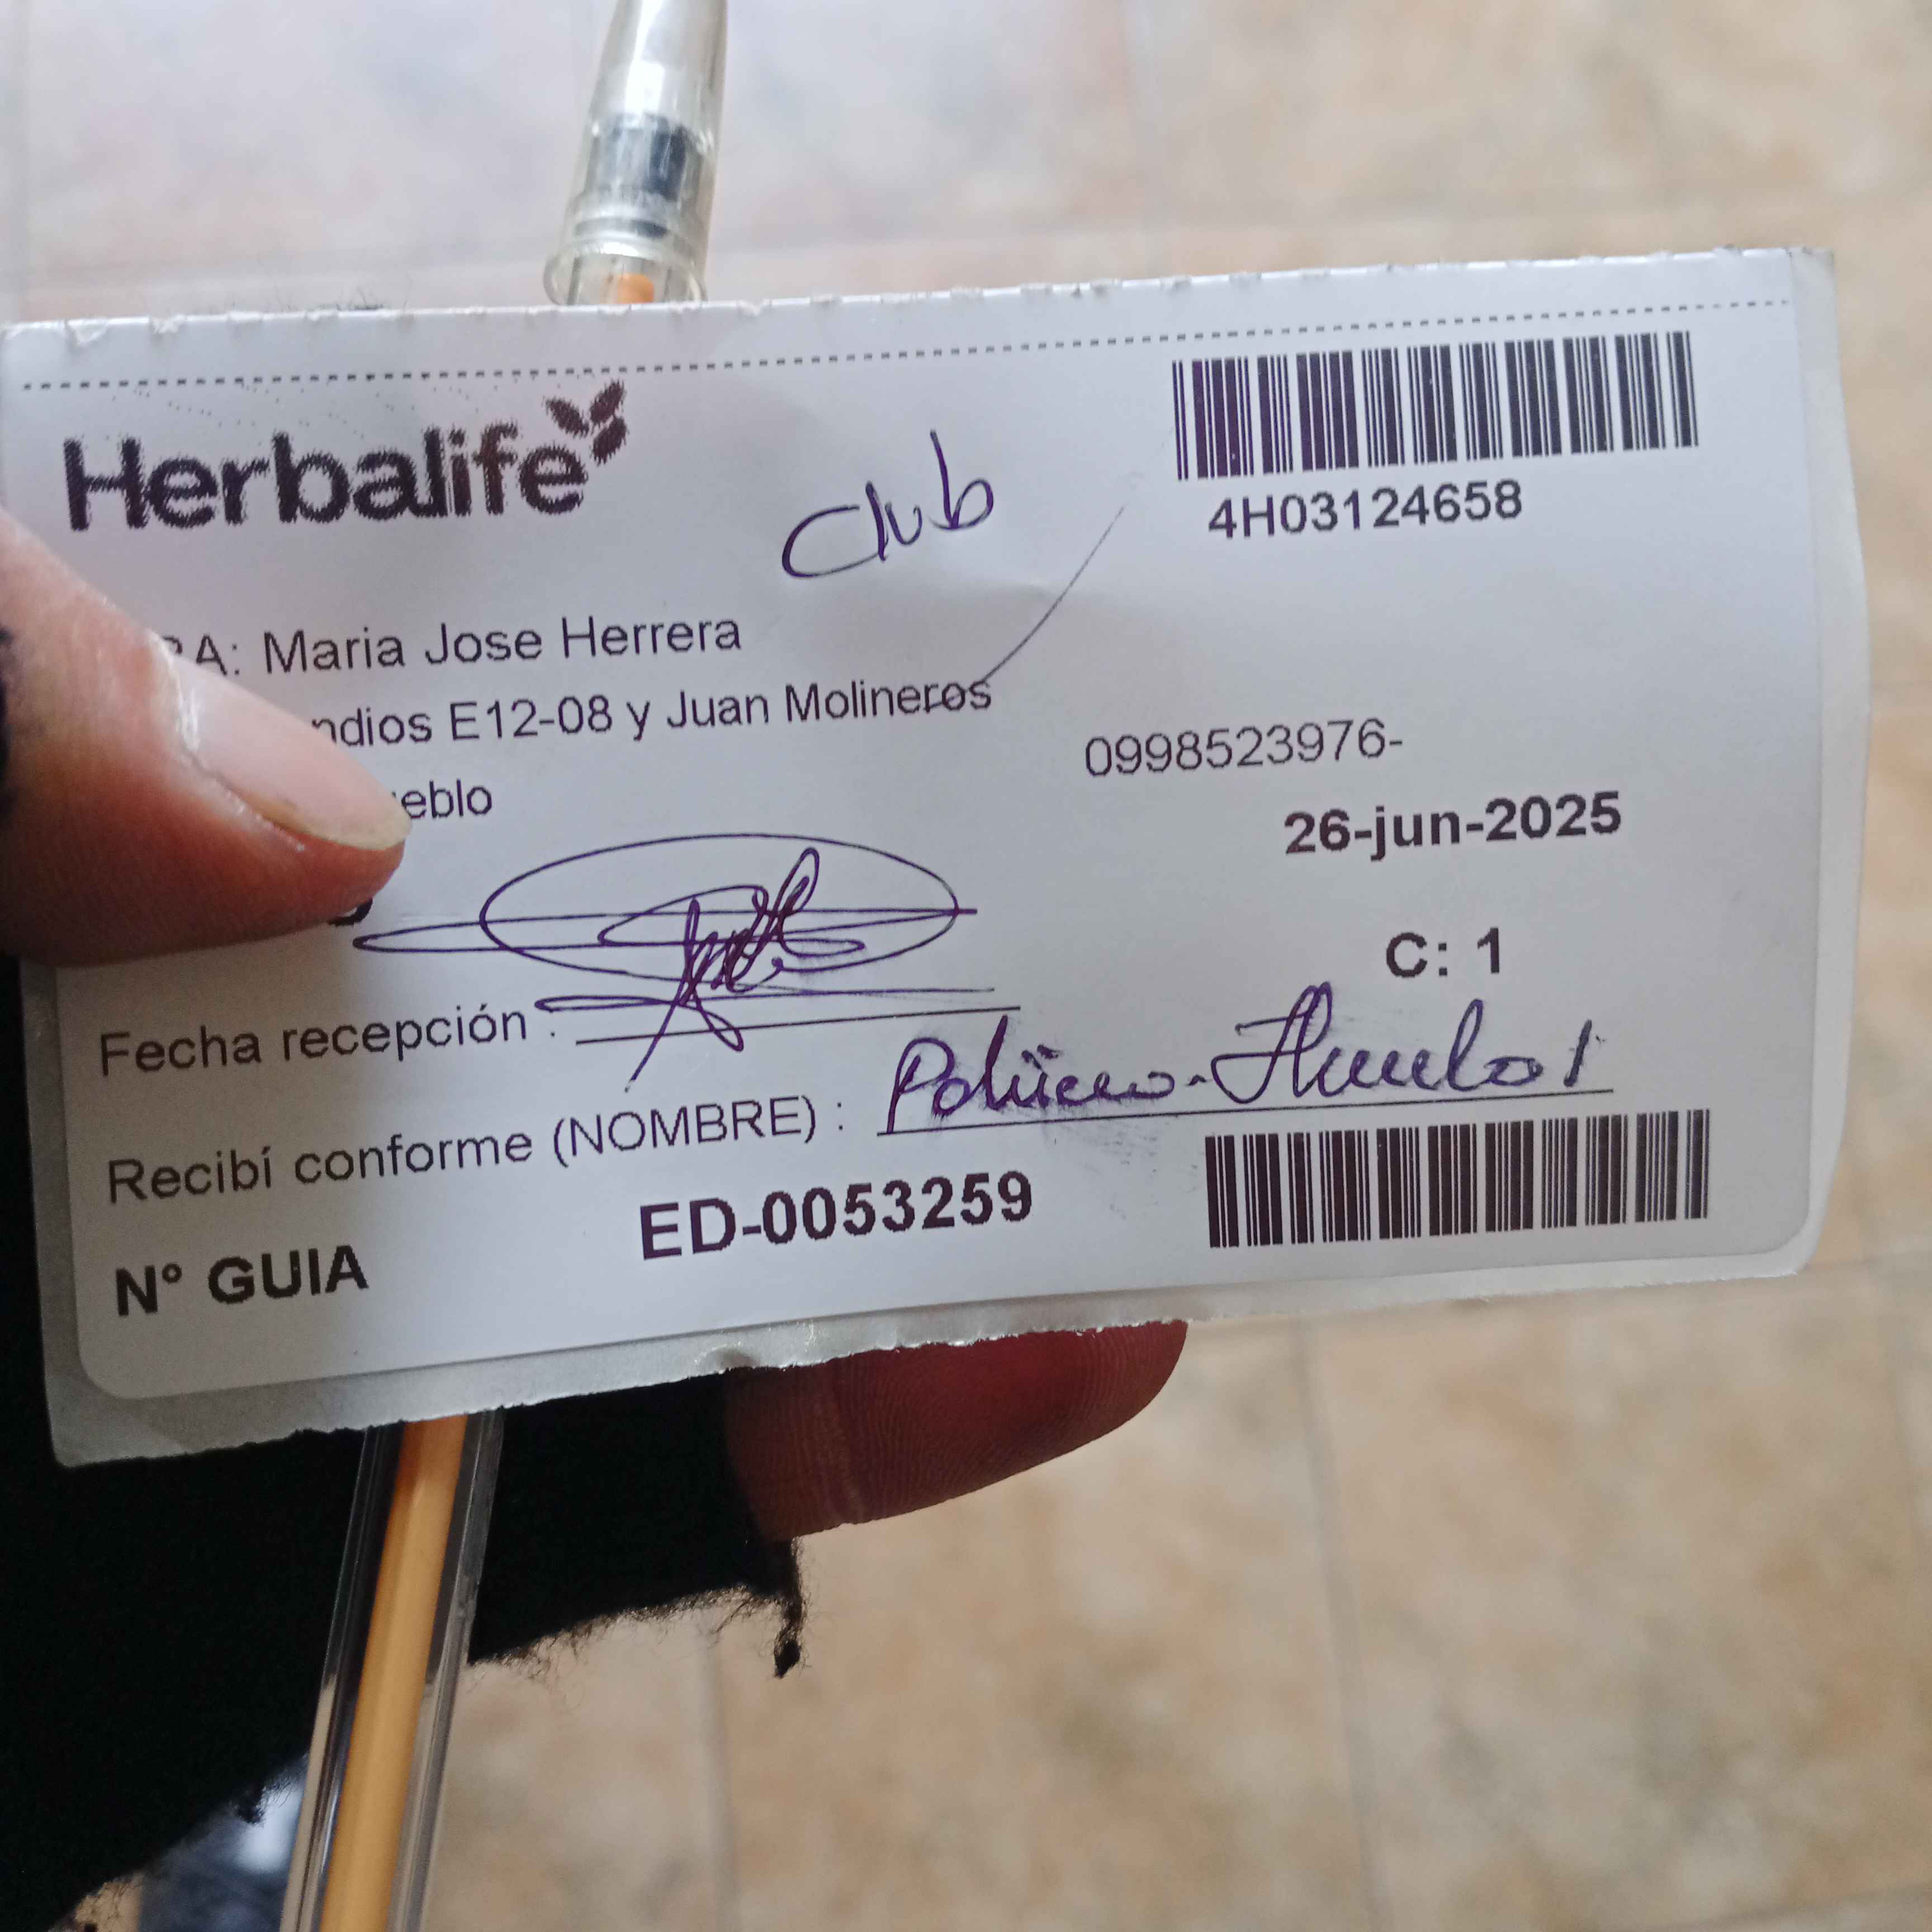 Herbalife
Club
4H03124658
RA: Maria Jose Herrera
ndios E12-08 y Juan Molineros
0998523976-
eblo
26-jun-2025
C: 1
Fecha recepción :
Recibí conforme (NOMBRE) :
N° GUIA
ED-0053259